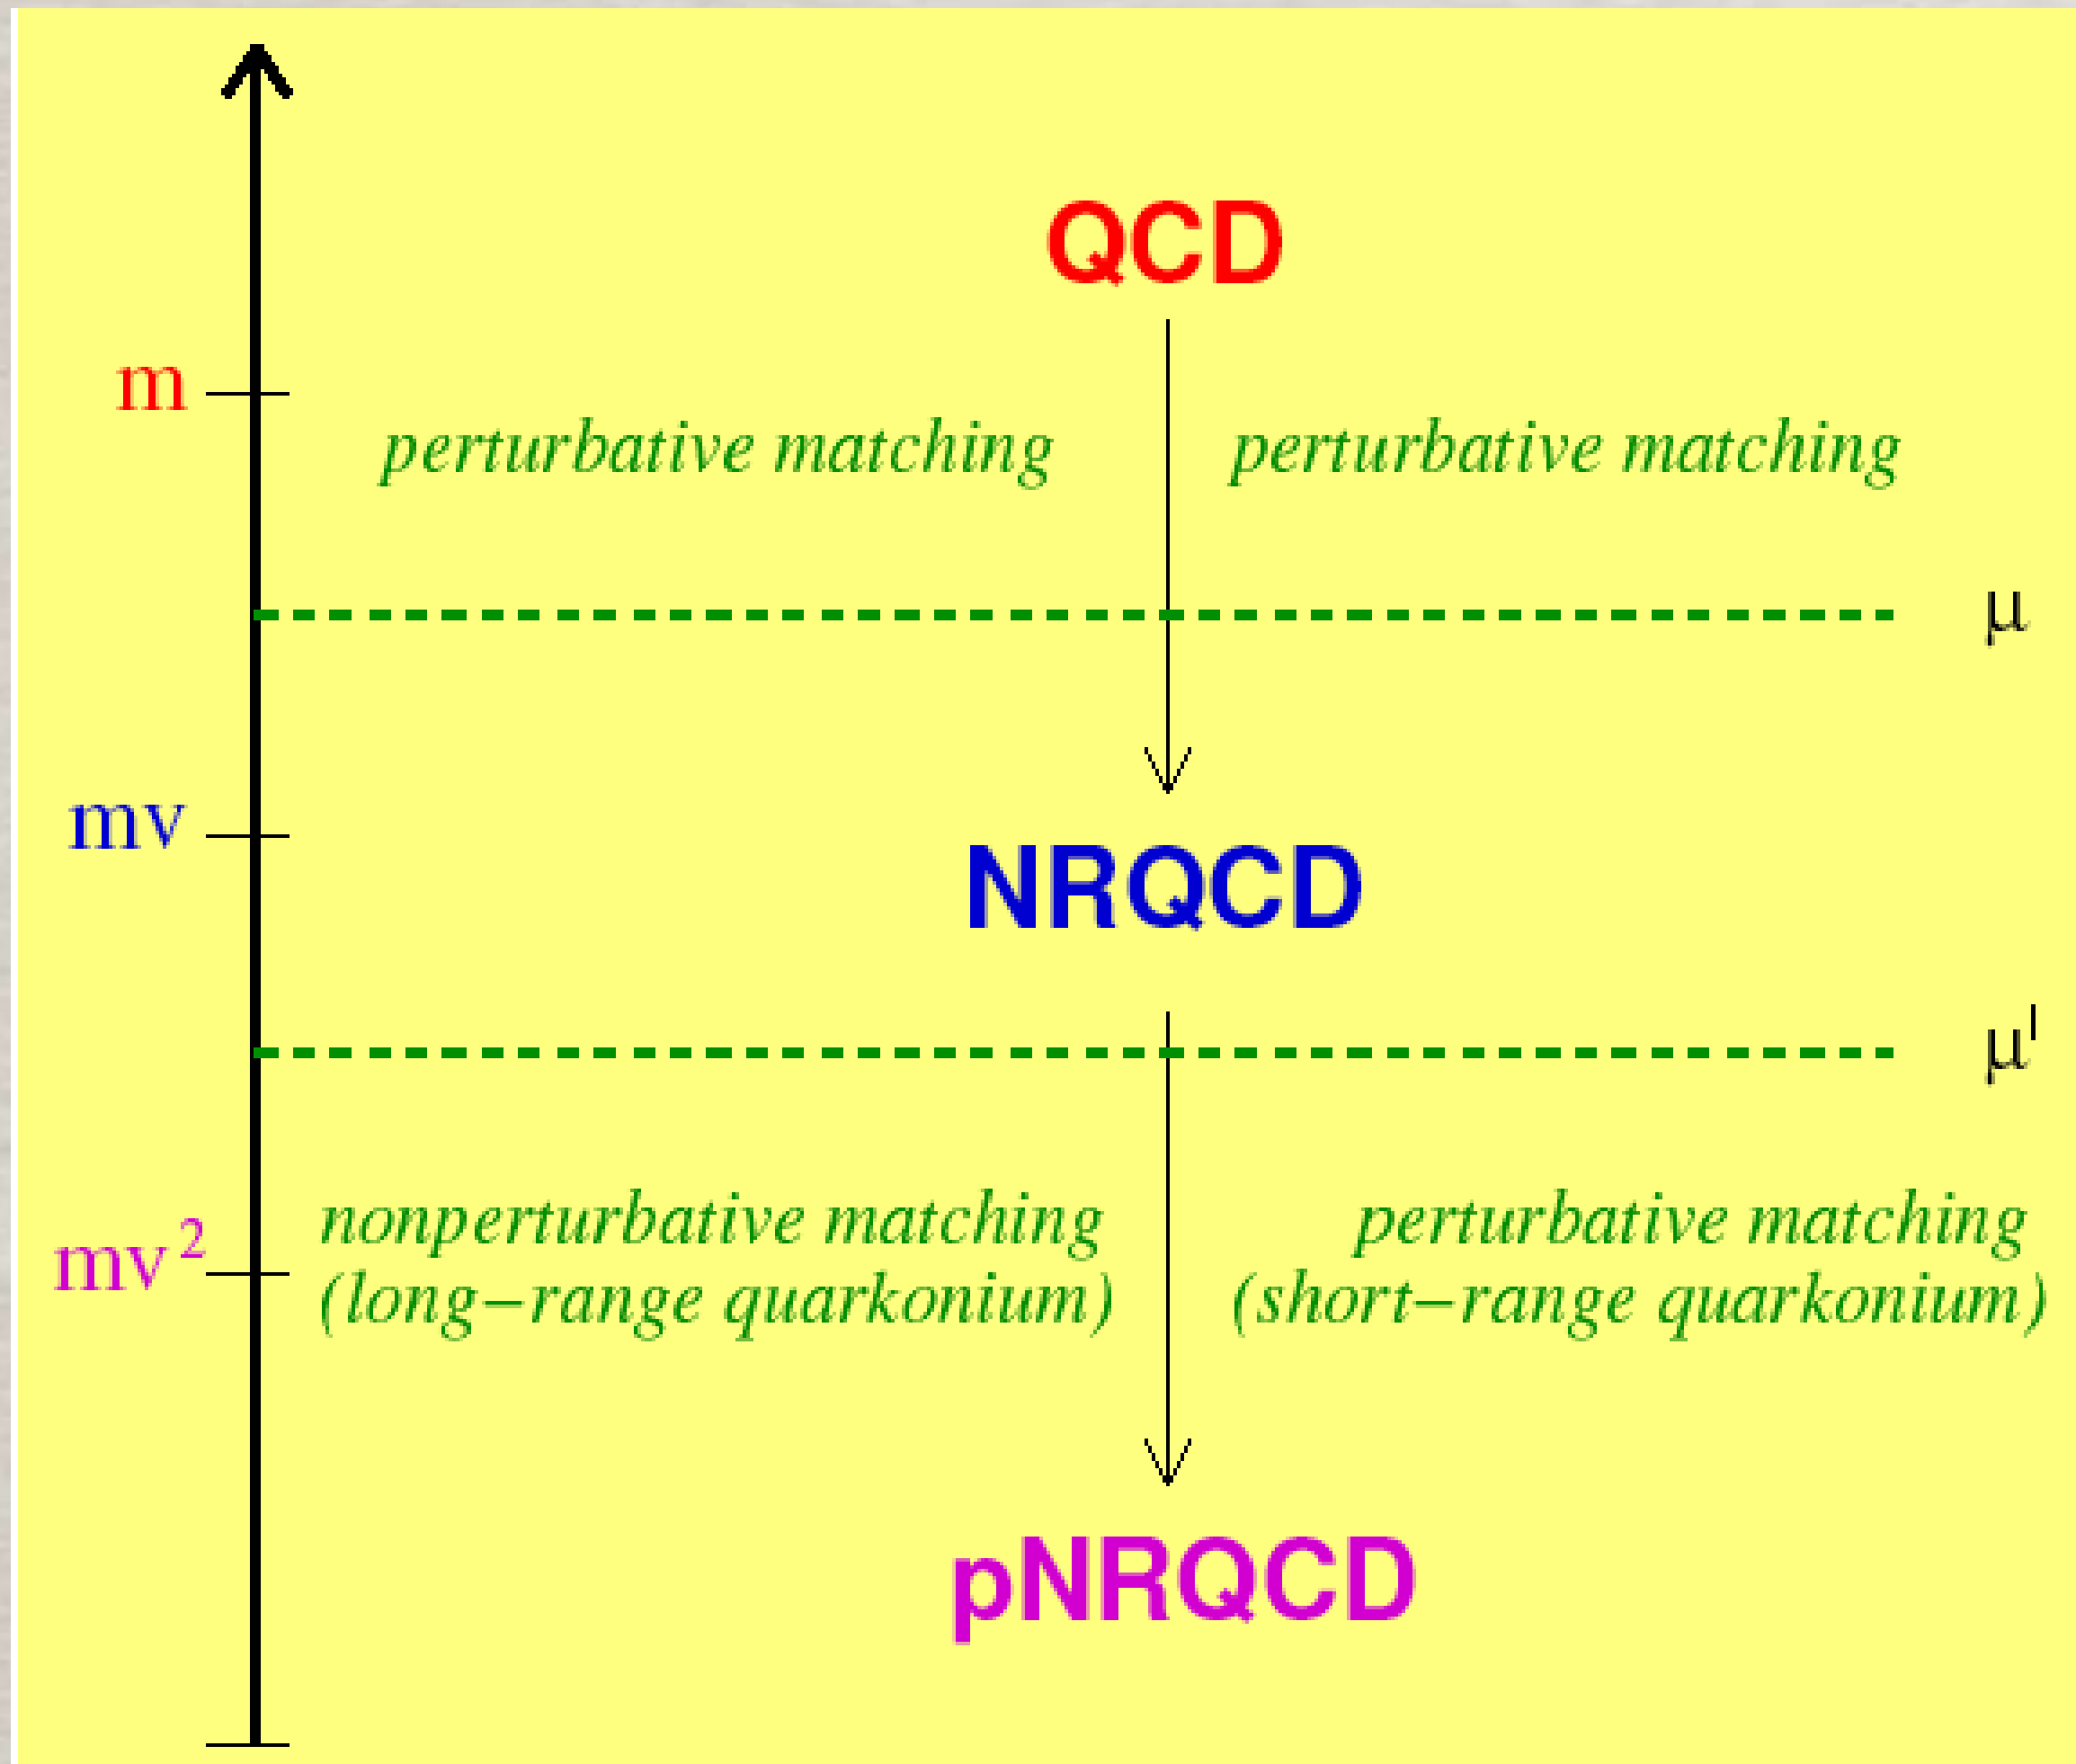 QCD
m
perturbative matching perturbative matching
μ
mv
NRQCD
μ'
nonperturbative matching perturbative matching
mv²
(long–range quarkonium) (short–range quarkonium)
pNRQCD